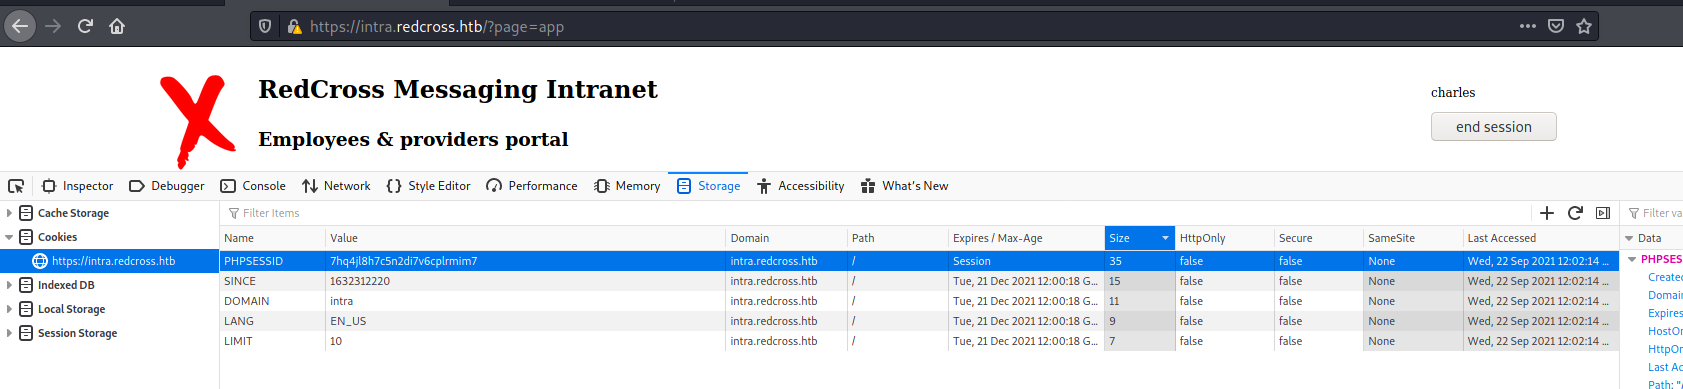 https://intra.redcross.htb/?page=app
RedCross Messaging Intranet
charles
Employees & providers portal
end session
Inspector Debugger Console Network Style Editor Performance Memory Storage Accessibility What's New
Cache Storage
Cookies
https://intra.redcross.htb
Indexed DB
Local Storage
Session Storage
Filter Items
Filter va
Name Value Domain Path Expires / Max-Age Size HttpOnly Secure SameSite Last Accessed
PHPSESSID 7hq4jl8h7c5n2di7v6cplrmim7 intra.redcross.htb / Session 35 false false None Wed, 22 Sep 2021 12:02:14 ...
SINCE 1632312220 intra.redcross.htb / Tue, 21 Dec 2021 12:00:18 G... 15 false false None Wed, 22 Sep 2021 12:02:14 ...
DOMAIN intra intra.redcross.htb / Tue, 21 Dec 2021 12:00:18 G... 11 false false None Wed, 22 Sep 2021 12:02:14 ...
LANG EN_US intra.redcross.htb / Tue, 21 Dec 2021 12:00:18 G... 9 false false None Wed, 22 Sep 2021 12:02:14 ...
LIMIT 10 intra.redcross.htb / Tue, 21 Dec 2021 12:00:18 G... 7 false false None Wed, 22 Sep 2021 12:02:14 ...
Data
PHPSES
Created
Domain
Expires
HostOn
HttpOn
Last Ac
Path: "/